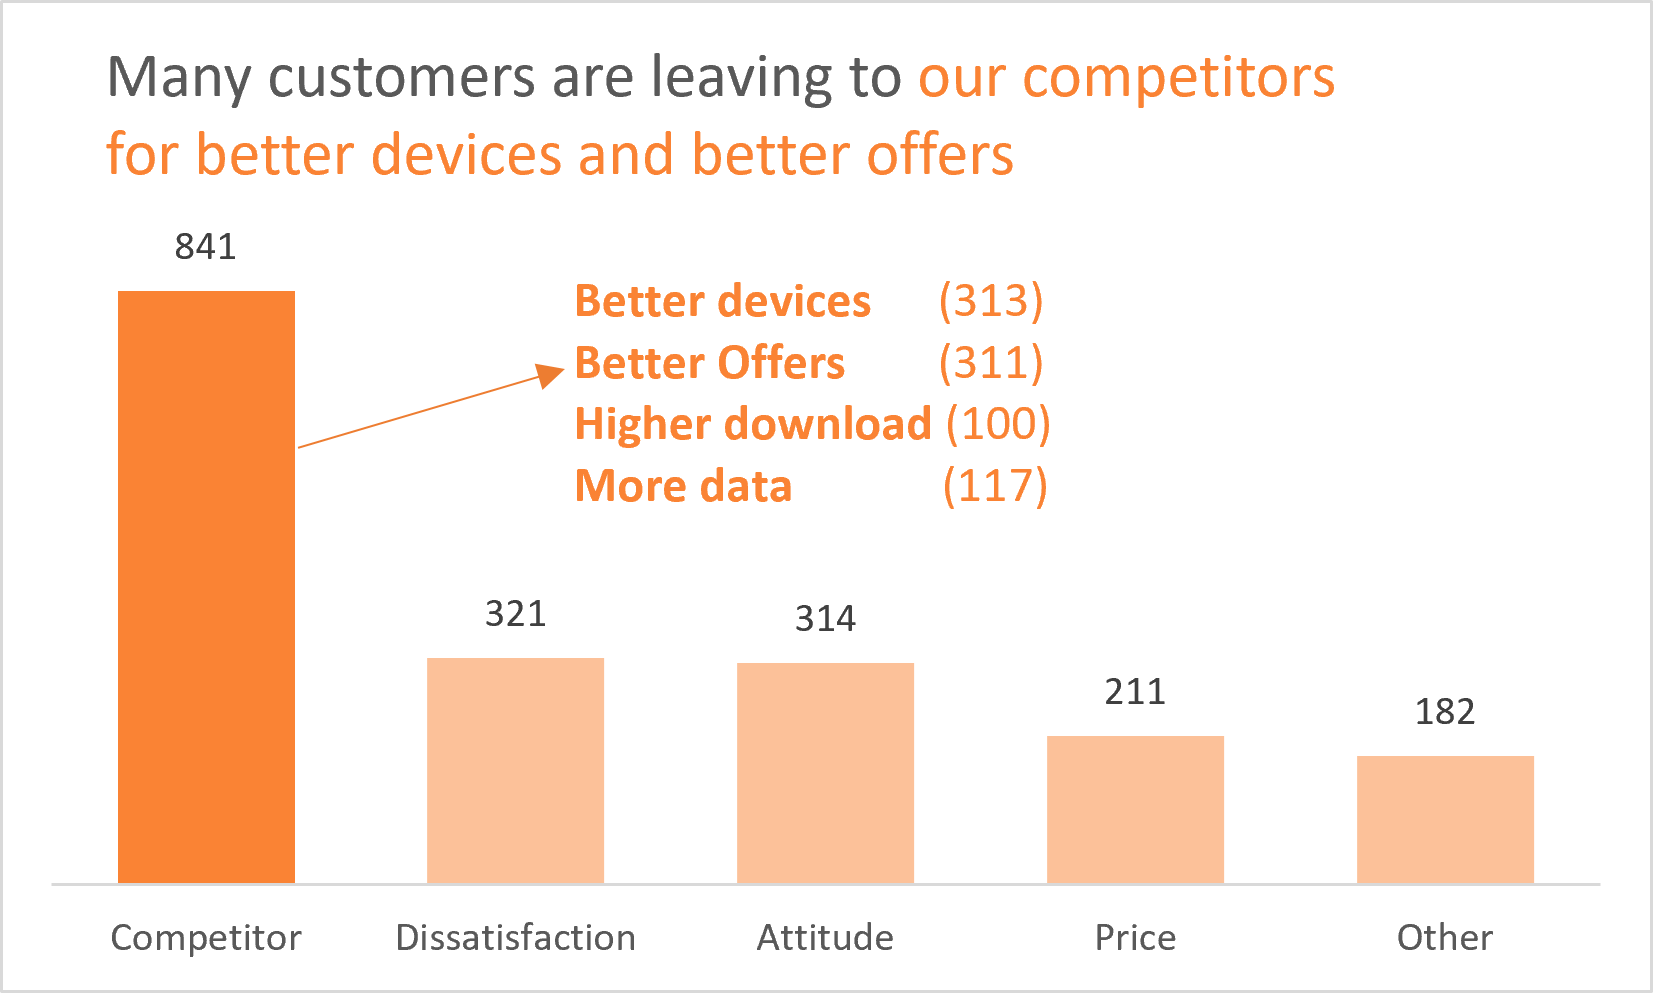 Many customers are leaving to our competitors
for better devices and better offers
841
Better devices (313)
Better Offers (311)
Higher download (100)
More data (117)
321
314
211
182
Competitor
Dissatisfaction
Attitude
Price
Other